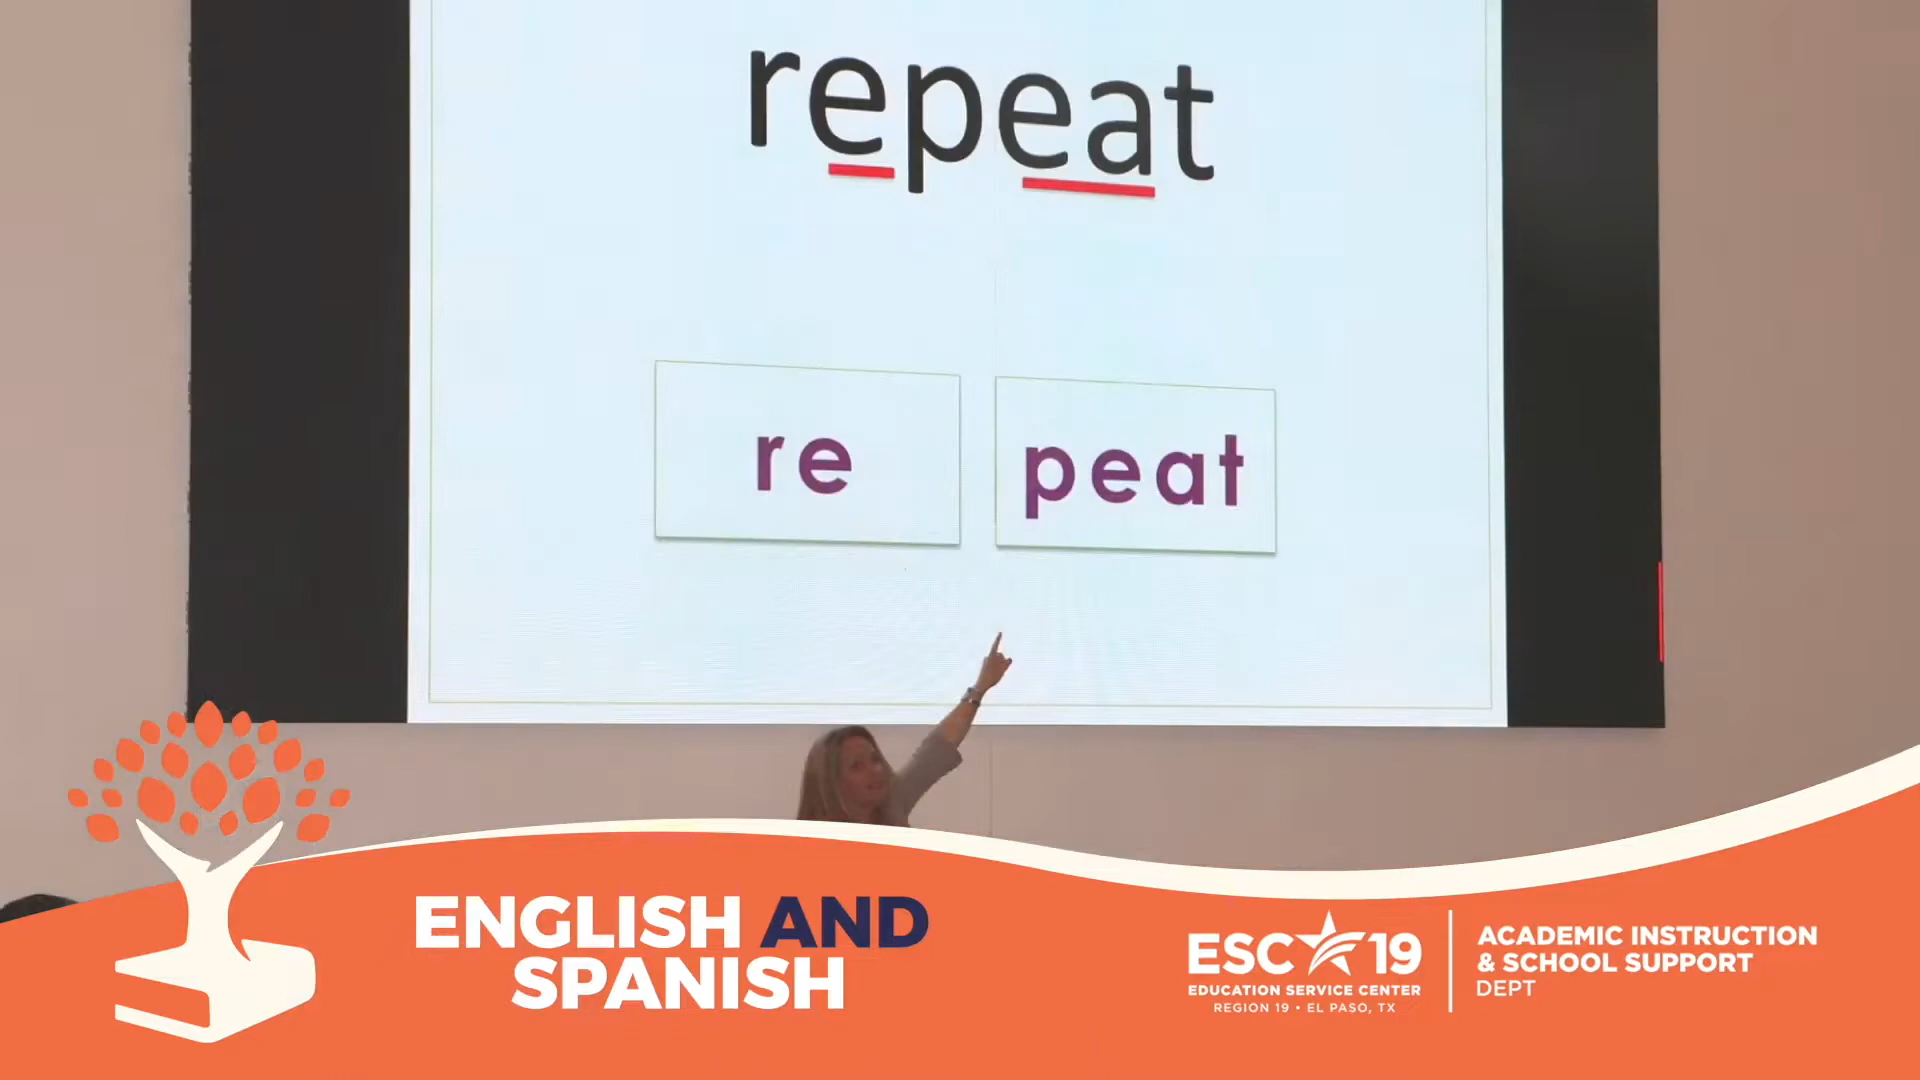 repeat
re
peat
ENGLISH AND
SPANISH
ESC 19
EDUCATION SERVICE CENTER
REGION 19 • EL PASO, TX
ACADEMIC INSTRUCTION
& SCHOOL SUPPORT
DEPT